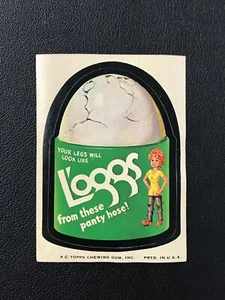 YOUR LEGS WILL
LOOK LIKE
L'oggs
from these
panty hose!
© TOPPS CHEWING GUM, INC. PRTD. IN U.S.A.